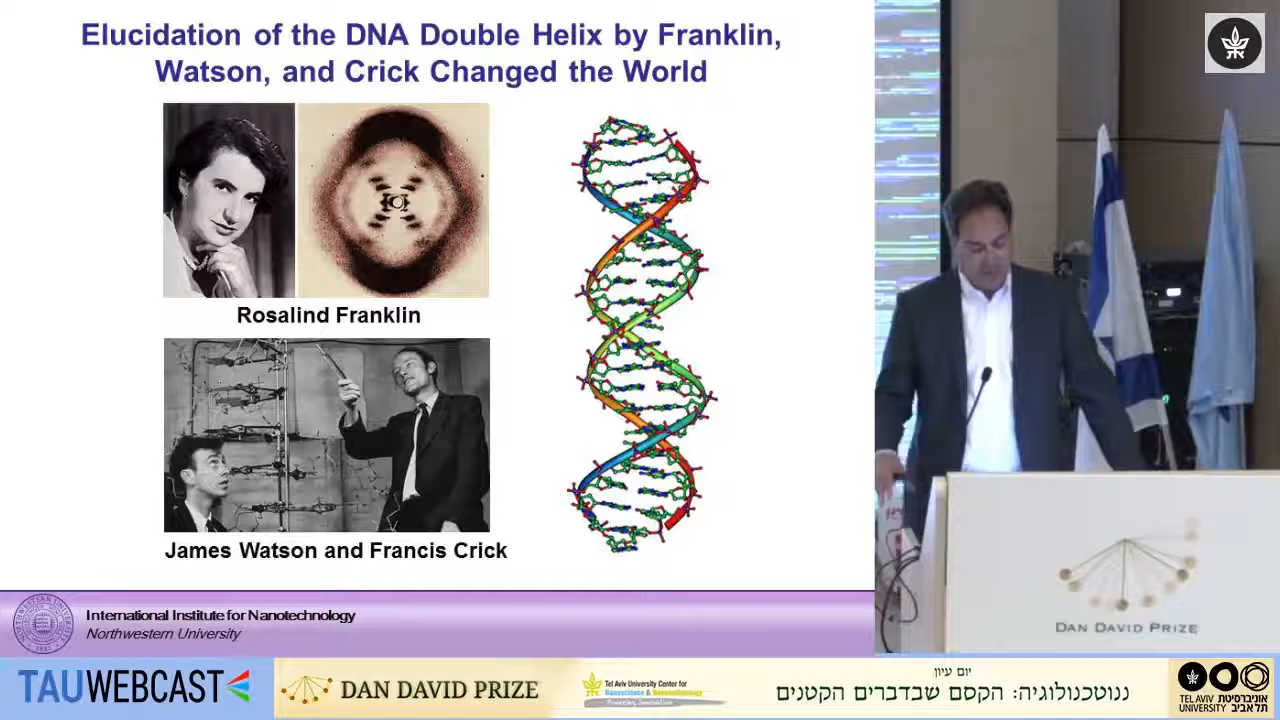 Elucidation of the DNA Double Helix by Franklin,
Watson, and Crick Changed the World
Rosalind Franklin
James Watson and Francis Crick
International Institute for Nanotechnology
Northwestern University
DAN DAVID PRIZE
TAUWEBCAST
DAN DAVID PRIZE
Tel Aviv University Center for
Nanoscience & Nanotechnology
Powering Innovation
יום עיון
ננוטכנולוגיה: הקסם שבדברים הקטנים
TEL AVIV UNIVERSITY
אוניברסיטת תל אביב